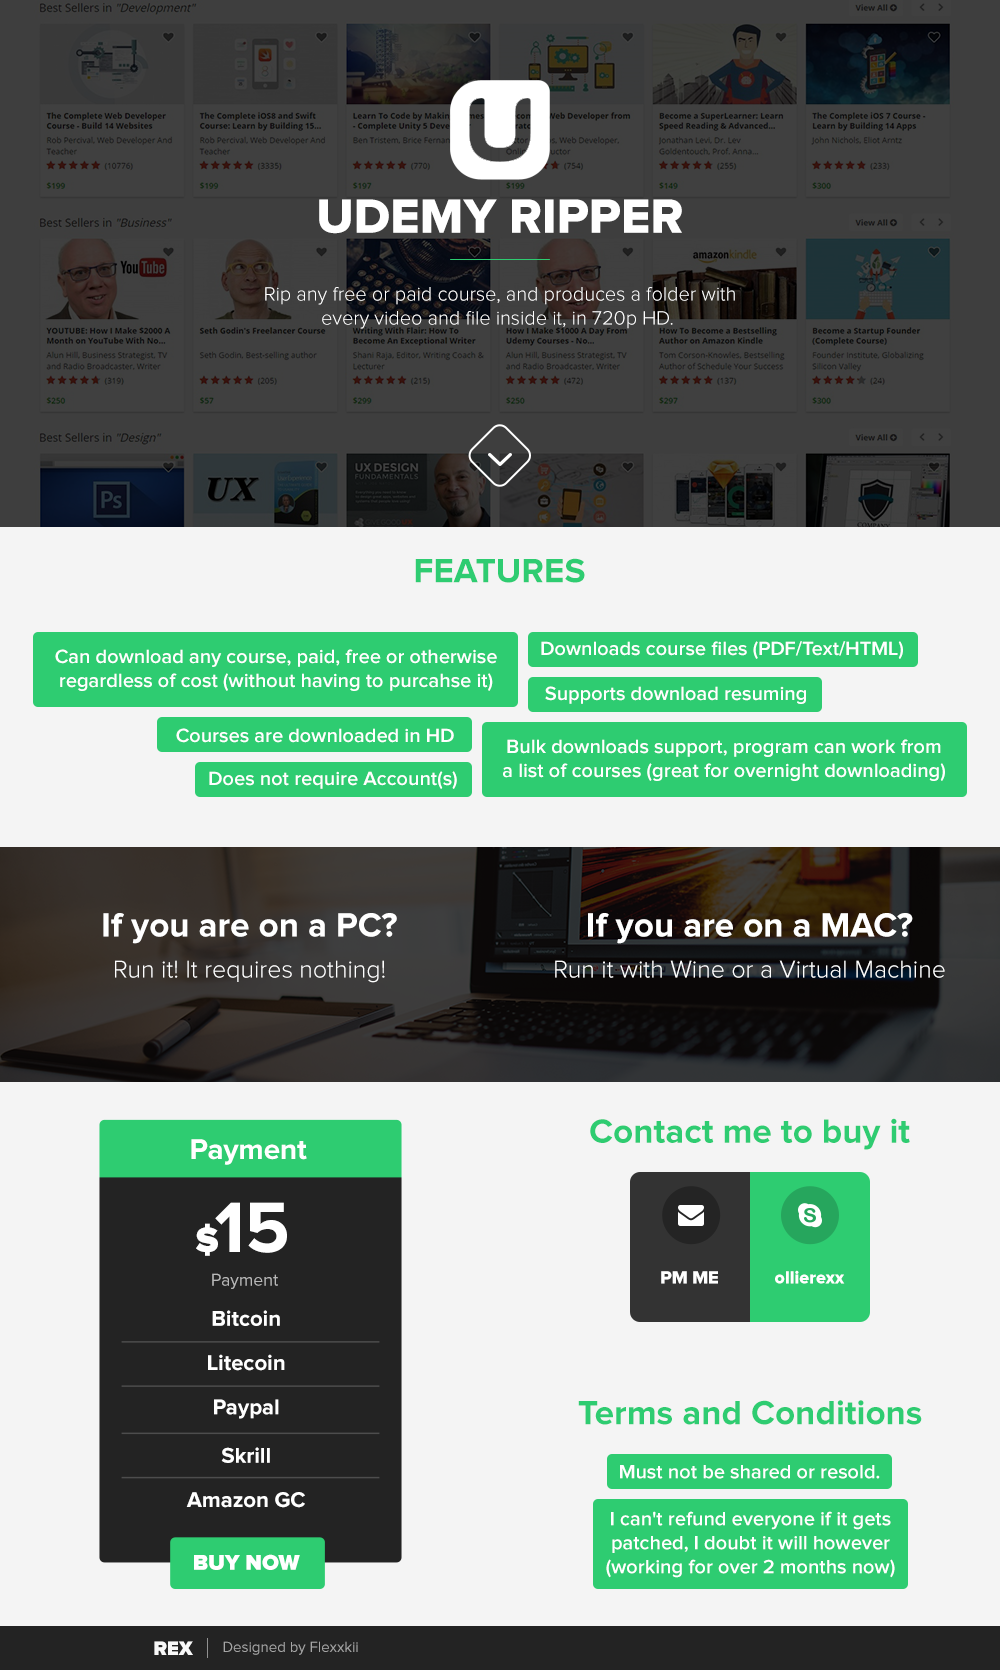 Best Sellers in "Development"
View All
The Complete Web Developer
Course - Build 14 Websites
Rob Percival, Web Developer And
Teacher
(10776)
$199
The Complete iOS8 and Swift
Course: Learn by Building 15...
Rob Percival, Web Developer And
Teacher
(3335)
$199
Learn To Code by Making
- Complete Unity 5 Deve
Ben Tristem, Brice Fernan
(770)
$197
Web Developer from
Web Developer,
(754)
$199
Become a SuperLearner: Learn
Speed Reading & Advanced...
Jonathan Levi, Dr. Lev
Goldentouch, Prof. Anna...
(255)
$149
The Complete iOS 7 Course -
Learn by Building 14 Apps
John Nichols, Eliot Arntz
(233)
$300
U
UDEMY RIPPER
Rip any free or paid course, and produces a folder with
every video and file inside it, in 720p HD.
Best Sellers in "Business"
View All
You Tube
YOUTUBE: How I Make $2000 A
Month on YouTube With No...
Alun Hill, Business Strategist, TV
and Radio Broadcaster, Writer
(319)
$250
Seth Godin's Freelancer Course
Seth Godin, Best-selling author
(205)
$57
Writing With Flair: How To
Become An Exceptional Writer
Shani Raja, Editor, Writing Coach &
Lecturer
(215)
$299
How I Make $1000 A Day From
Udemy Courses - No...
Alun Hill, Business Strategist, TV
and Radio Broadcaster, Writer
(472)
$250
amazonkindle
How To Become a Bestselling
Author on Amazon Kindle
Tom Corson-Knowles, Bestselling
Author of Schedule Your Success
(137)
$297
Become a Startup Founder
(Complete Course)
Founder Institute, Globalizing
Silicon Valley
(24)
$300
Best Sellers in "Design"
View All
Ps
UX
UX DESIGN
FUNDAMENTALS
COMPANY
FEATURES
Can download any course, paid, free or otherwise
regardless of cost (without having to purcahse it)
Downloads course files (PDF/Text/HTML)
Supports download resuming
Courses are downloaded in HD
Does not require Account(s)
Bulk downloads support, program can work from
a list of courses (great for overnight downloading)
If you are on a PC?
Run it! It requires nothing!
If you are on a MAC?
Run it with Wine or a Virtual Machine
Payment
$15
Payment
Bitcoin
Litecoin
Paypal
Skrill
Amazon GC
BUY NOW
Contact me to buy it
PM ME
ollierexx
Terms and Conditions
Must not be shared or resold.
I can't refund everyone if it gets
patched, I doubt it will however
(working for over 2 months now)
REX
Designed by Flexxkii